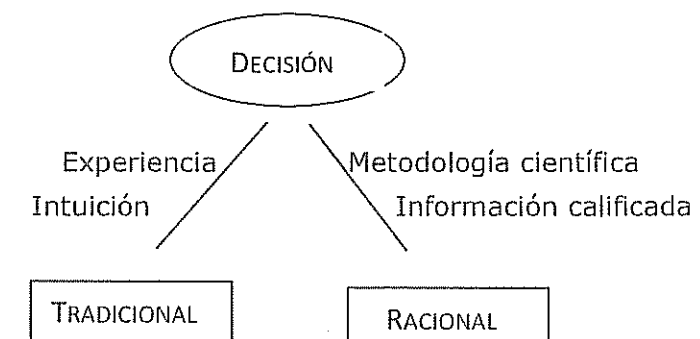 DECISIÓN
Experiencia
Metodología científica
Intuición
Información calificada
TRADICIONAL
RACIONAL